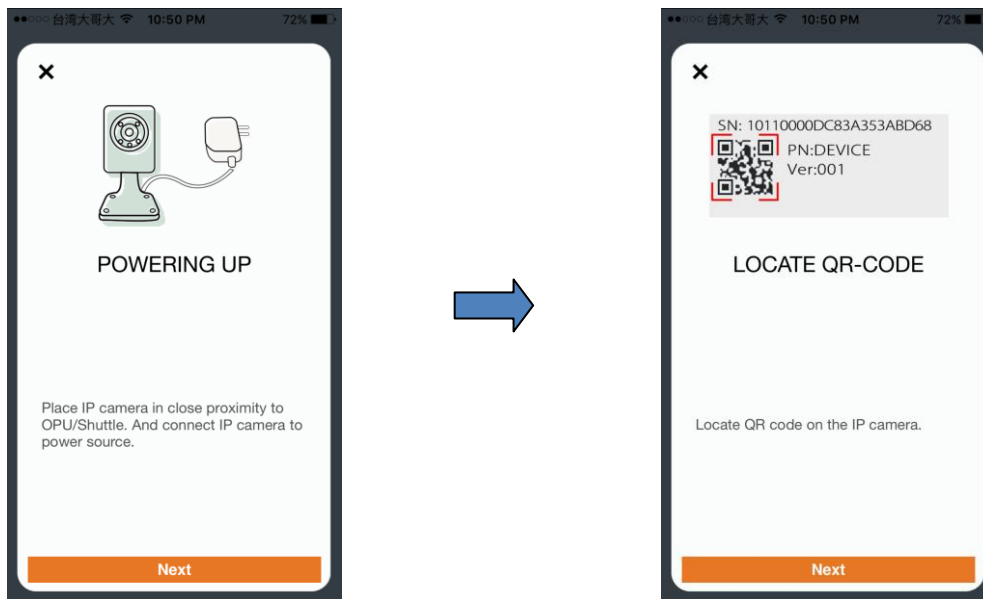 台湾大哥大 10:50 PM 72%
×
POWERING UP
Place IP camera in close proximity to
OPU/Shuttle. And connect IP camera to
power source.
Next
台湾大哥大 10:50 PM 72%
×
SN: 10110000DC83A353ABD68
PN:DEVICE
Ver:001
LOCATE QR-CODE
Locate QR code on the IP camera.
Next